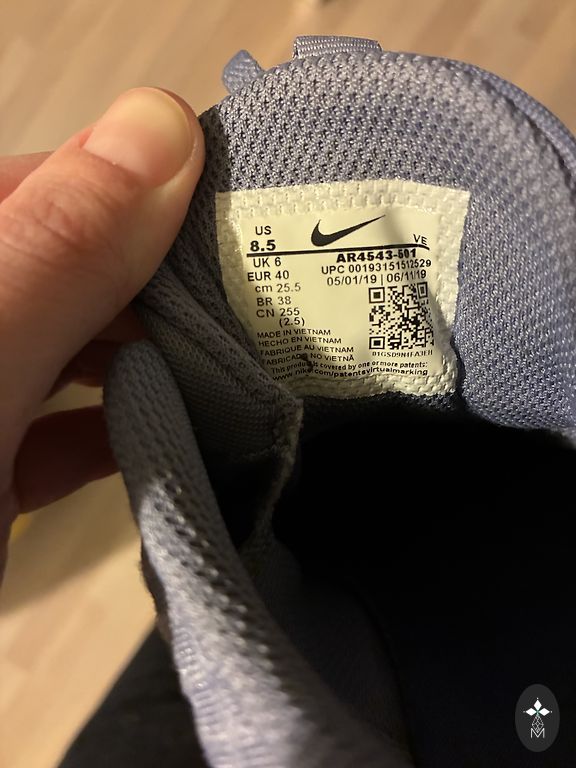 US
8.5
VE
UK 6
AR4543-501
EUR 40
UPC 00193151512529
cm 25.5
05/01/19 | 06/11/19
BR 38
CN 255
(2.5)
MADE IN VIETNAM
HECHO EN VIETNAM
FABRIQUE AU VIETNAM
FABRICADO NO VIETNÃ
This product is covered by one or more patents:
www.nike.com/patentsvirtualmarking
M